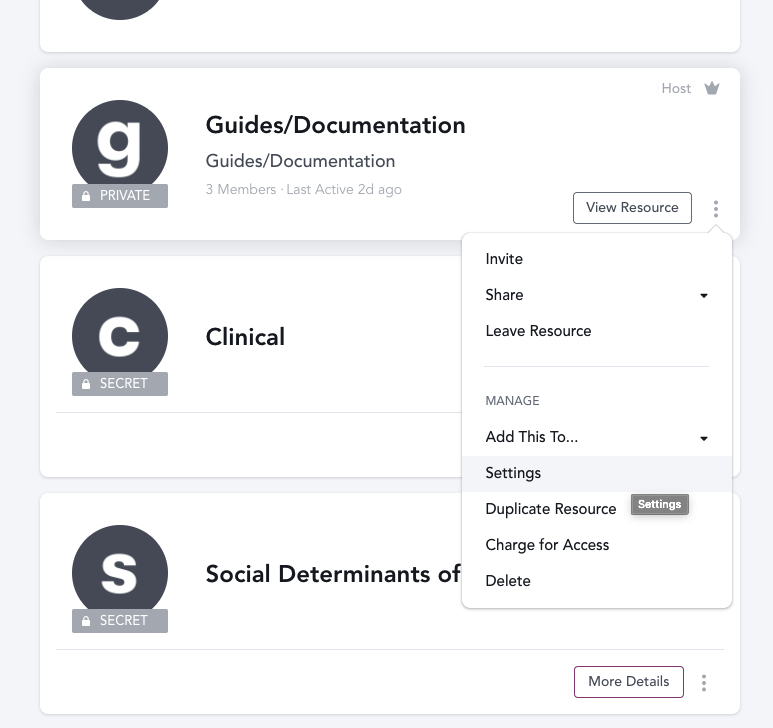 Host
g
PRIVATE
Guides/Documentation
Guides/Documentation
3 Members · Last Active 2d ago
View Resource
Invite
Share
Leave Resource
MANAGE
Add This To...
Settings
Settings
Duplicate Resource
Charge for Access
Delete
c
SECRET
Clinical
s
SECRET
Social Determinants of
More Details